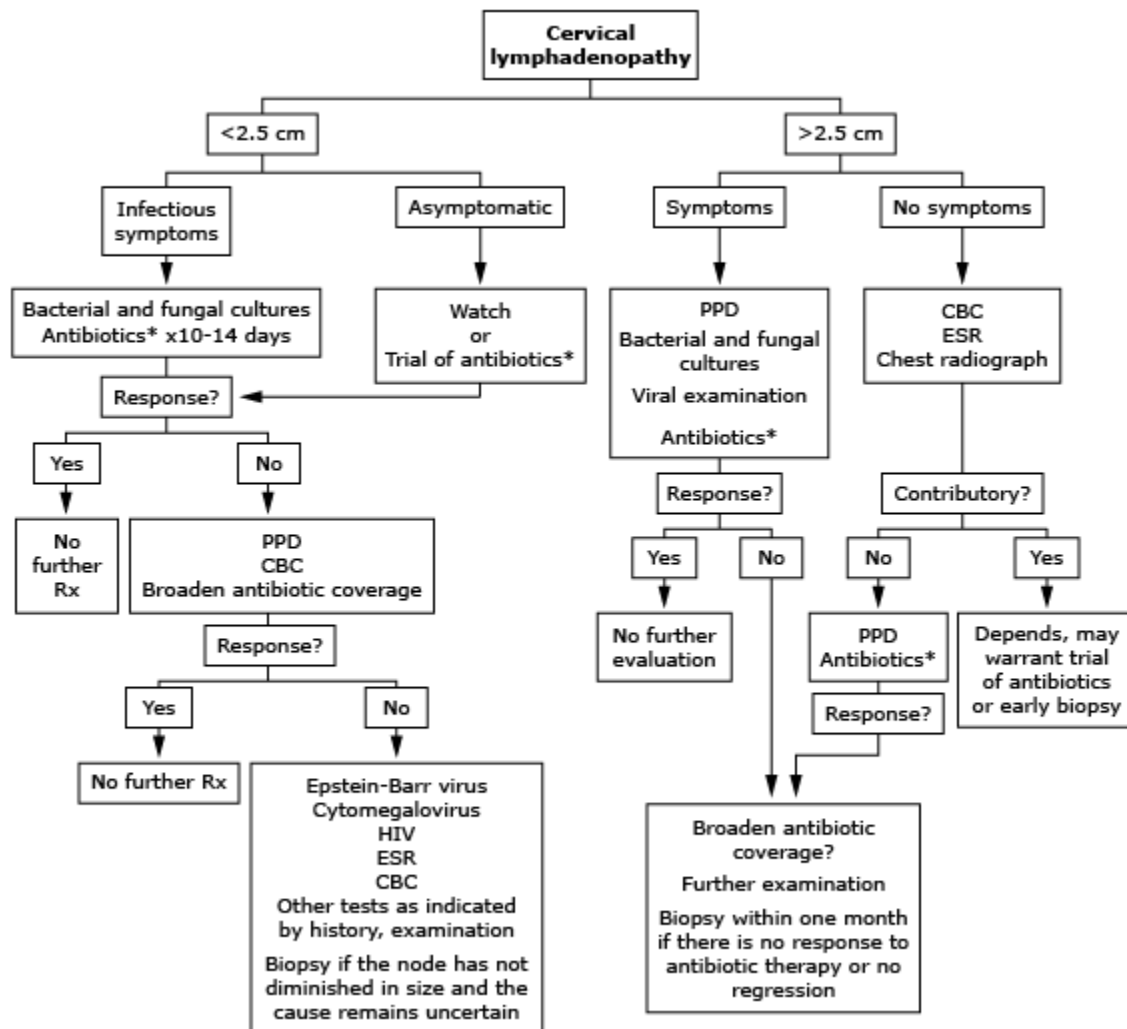 Cervical
lymphadenopathy
<2.5 cm
>2.5 cm
Infectious
symptoms
Asymptomatic
Symptoms
No symptoms
Bacterial and fungal cultures
Antibiotics* x10-14 days
Watch
or
Trial of antibiotics*
PPD
Bacterial and fungal
cultures
Viral examination
Antibiotics*
CBC
ESR
Chest radiograph
Response?
Yes
No
Response?
Yes
No
Contributory?
No
Yes
No
further
Rx
PPD
CBC
Broaden antibiotic coverage
No further
evaluation
PPD
Antibiotics*
Depends, may
warrant trial
of antibiotics
or early biopsy
Response?
Yes
No
Response?
No further Rx
Epstein-Barr virus
Cytomegalovirus
HIV
ESR
CBC
Other tests as indicated
by history, examination
Biopsy if the node has not
diminished in size and the
cause remains uncertain
Broaden antibiotic
coverage?
Further examination
Biopsy within one month
if there is no response to
antibiotic therapy or no
regression